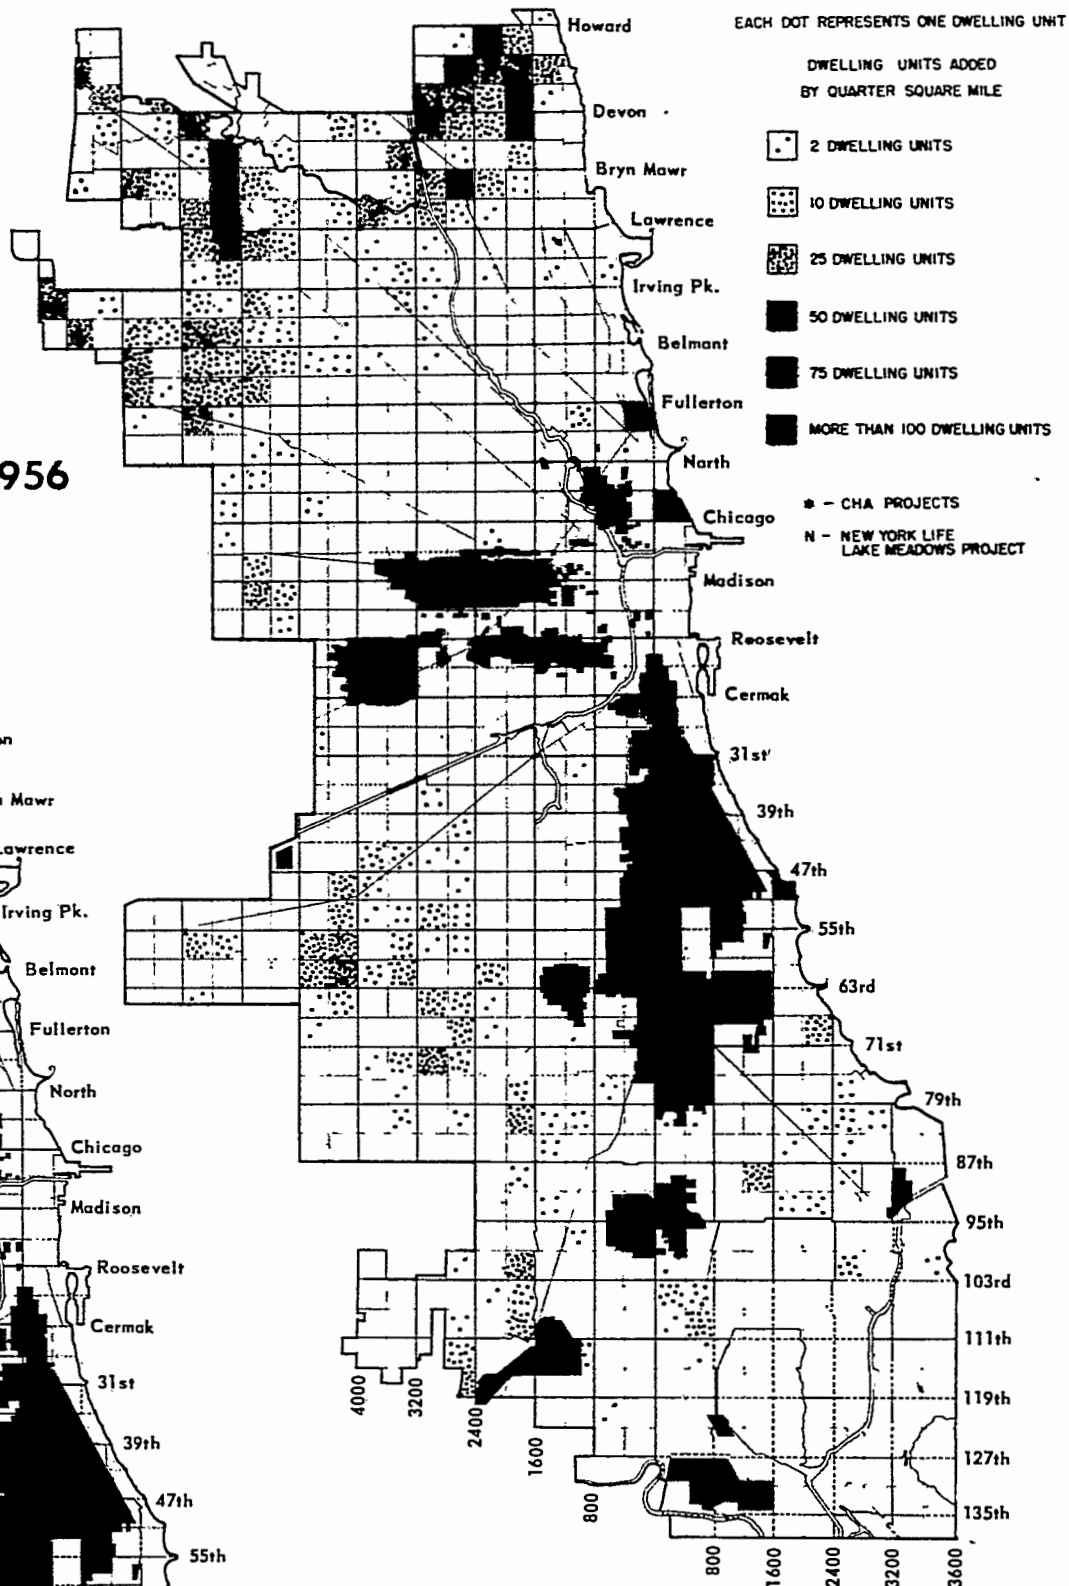 EACH DOT REPRESENTS ONE DWELLING UNIT
DWELLING UNITS ADDED
BY QUARTER SQUARE MILE
2 DWELLING UNITS
10 DWELLING UNITS
25 DWELLING UNITS
50 DWELLING UNITS
75 DWELLING UNITS
MORE THAN 100 DWELLING UNITS
* – CHA PROJECTS
N – NEW YORK LIFE
LAKE MEADOWS PROJECT
Howard
Devon
Bryn Mawr
Lawrence
Irving Pk.
Belmont
Fullerton
North
Chicago
Madison
Roosevelt
Cermak
31st
39th
47th
55th
63rd
71st
79th
87th
95th
103rd
111th
119th
127th
135th
4000
3200
2400
1600
800
800
1600
2400
3200
3600
956
on
Mawr
Lawrence
Irving Pk.
Belmont
Fullerton
North
Chicago
Madison
Roosevelt
Cermak
31st
39th
47th
55th